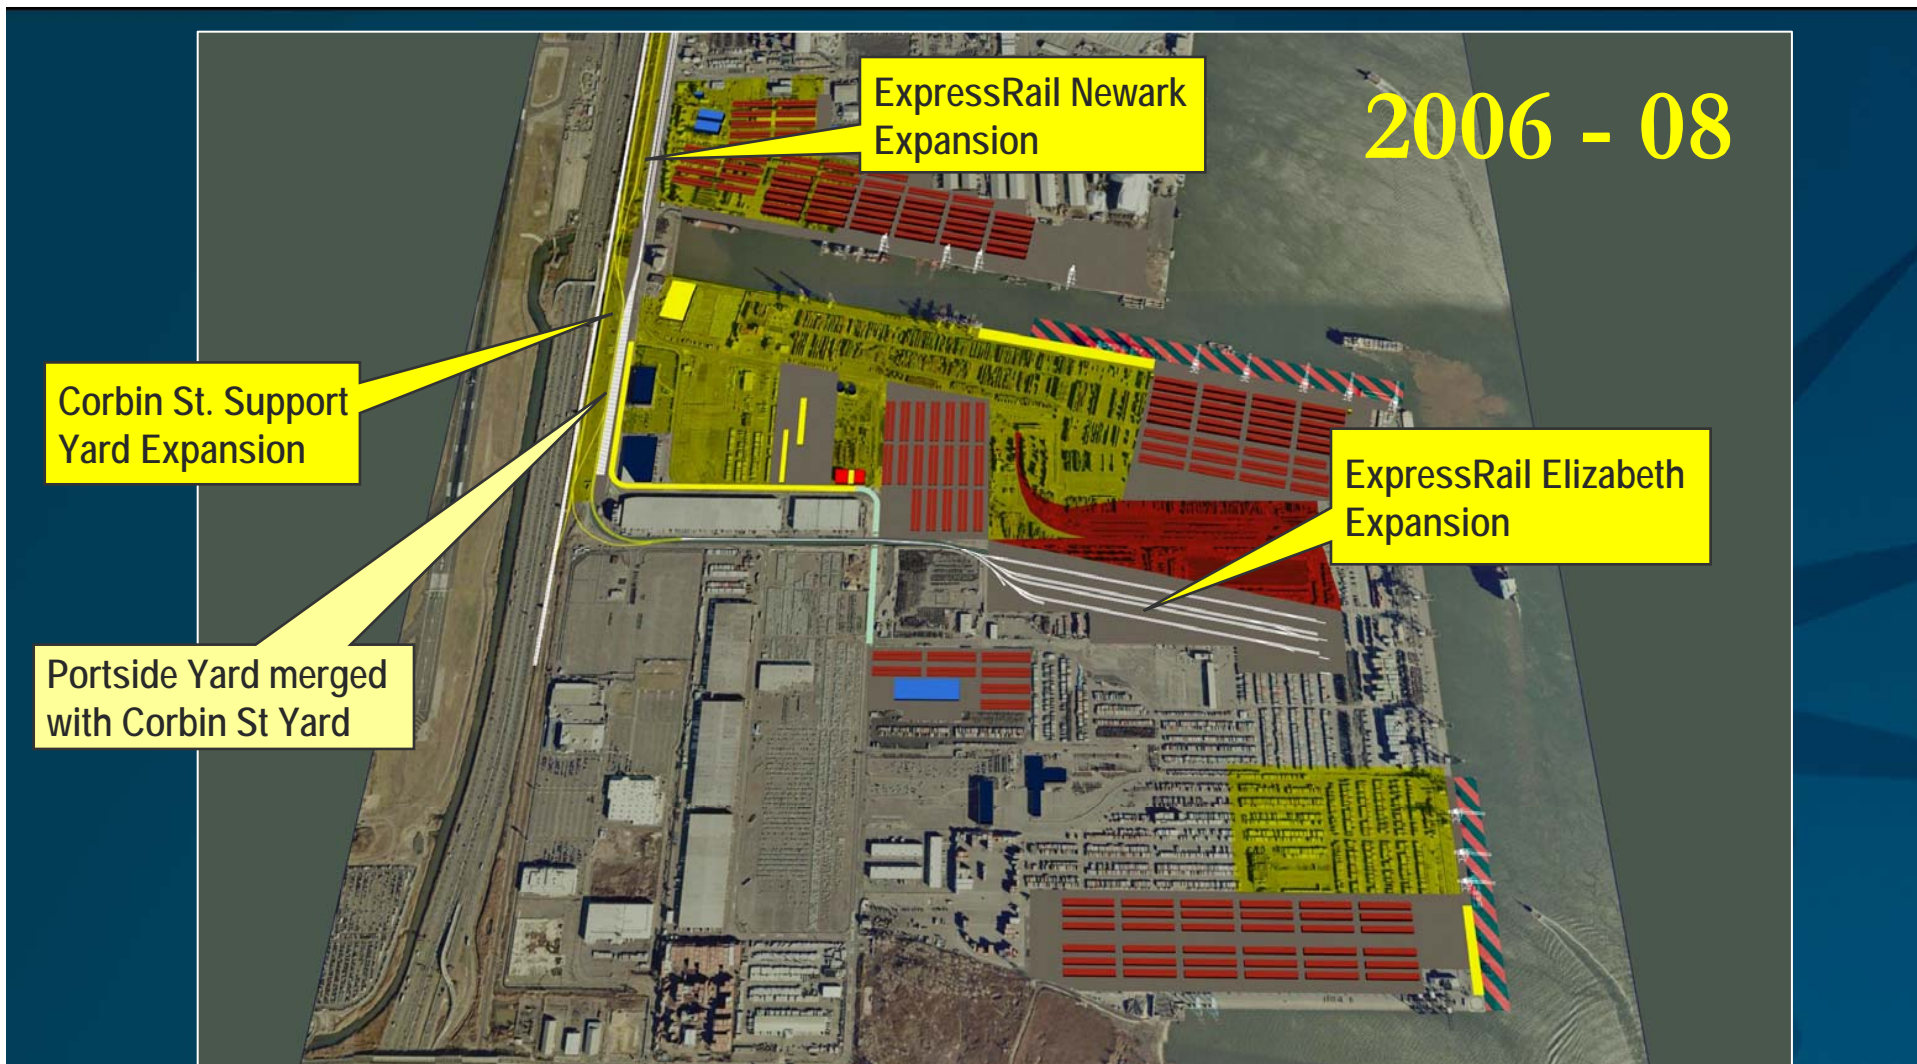 ExpressRail Newark
Expansion
2006 - 08
Corbin St. Support
Yard Expansion
ExpressRail Elizabeth
Expansion
Portside Yard merged
with Corbin St Yard